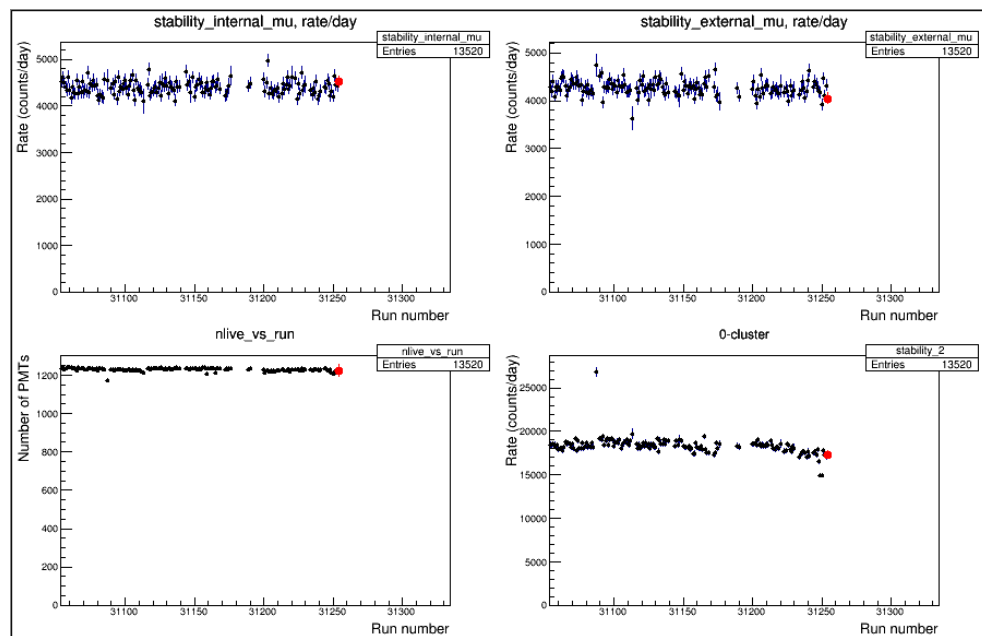 stability_internal_mu, rate/day
stability_internal_mu
Entries 13520
Rate (counts/day)
5000
4000
3000
2000
1000
0
31100 31150 31200 31250 31300
Run number
stability_external_mu, rate/day
stability_external_mu
Entries 13520
Rate (counts/day)
5000
4000
3000
2000
1000
0
31100 31150 31200 31250 31300
Run number
nlive_vs_run
nlive_vs_run
Entries 13520
Number of PMTs
1200
1000
800
600
400
200
0
31100 31150 31200 31250 31300
Run number
0-cluster
stability_2
Entries 13520
Rate (counts/day)
25000
20000
15000
10000
5000
0
31100 31150 31200 31250 31300
Run number